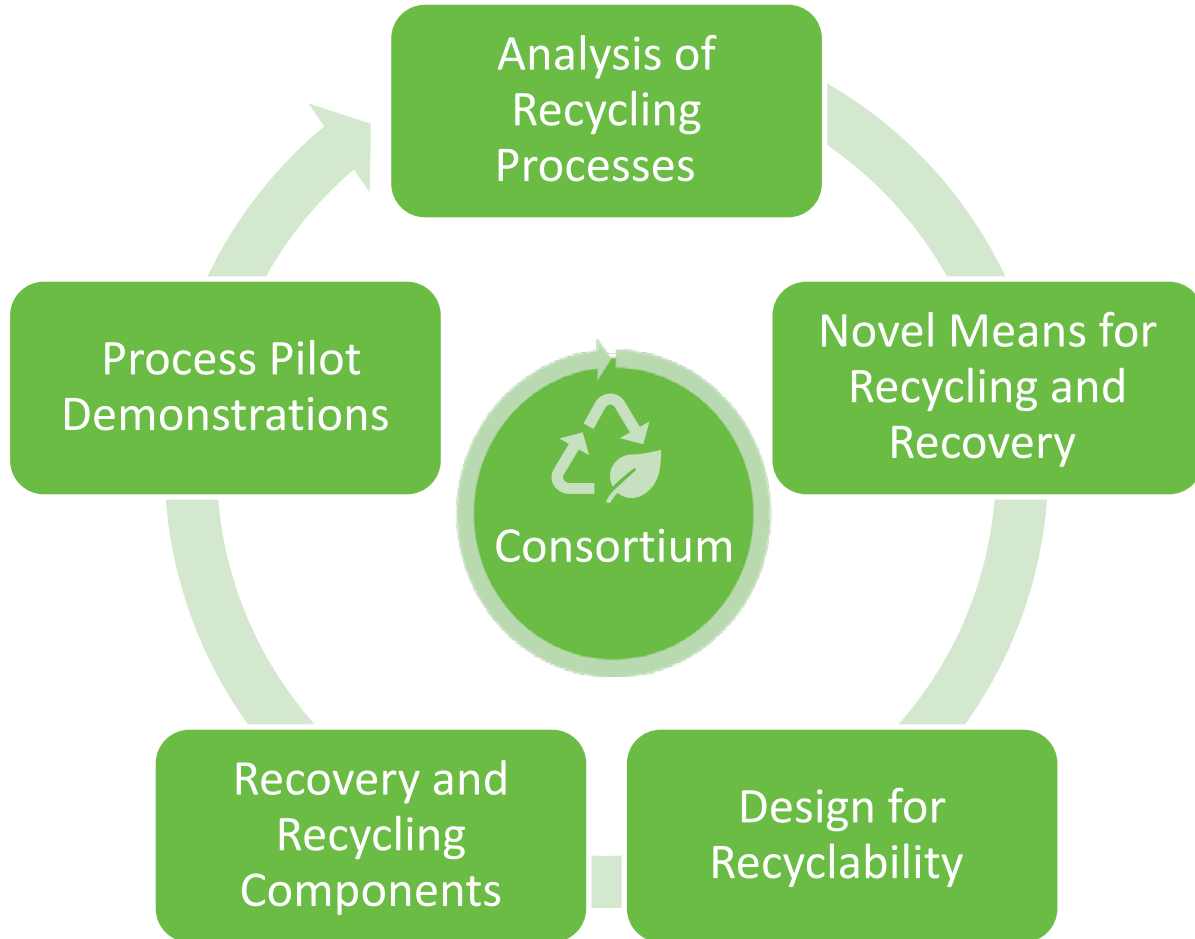 Analysis of
Recycling
Processes
Novel Means for
Recycling and
Recovery
Process Pilot
Demonstrations
Consortium
Recovery and
Recycling
Components
Design for
Recyclability